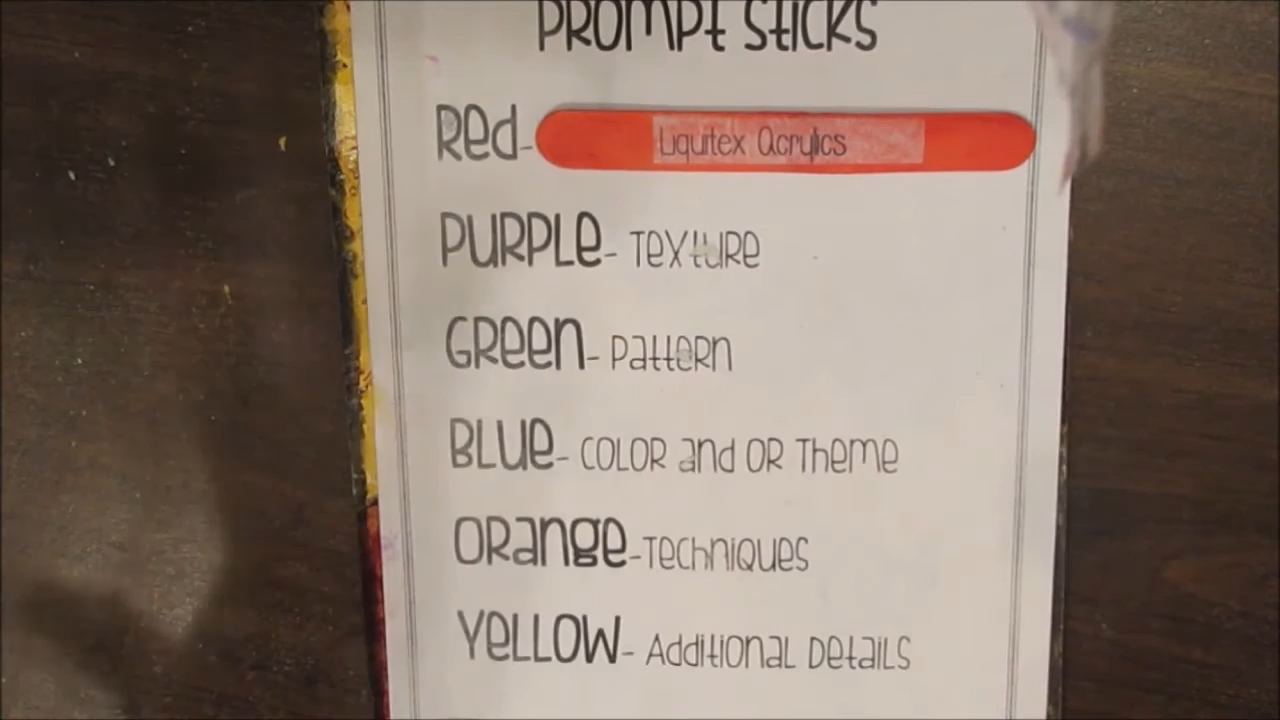 PROMPT STICKS
Red- Liquitex Acrylics
PURPLE- Texture
GREEN- Pattern
BLUE- COLOR and OR Theme
ORANGE- Techniques
YELLOW- Additional Details